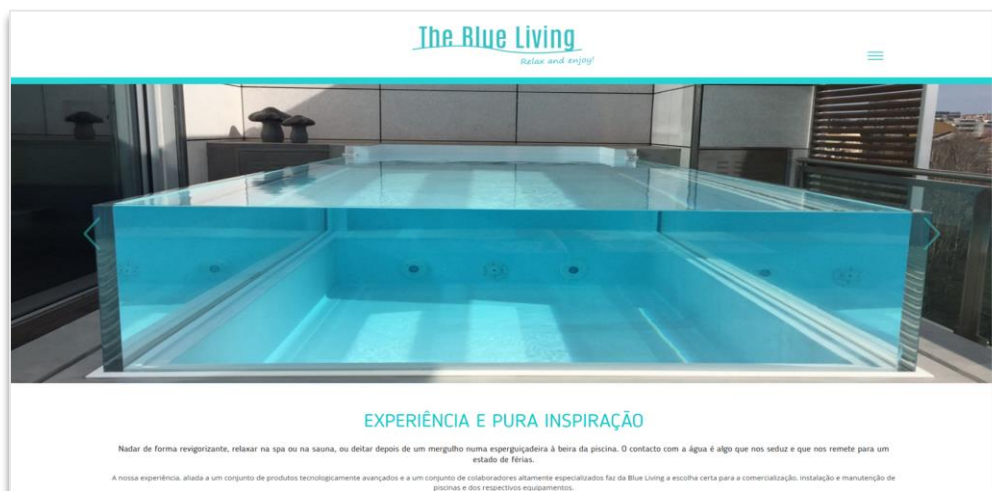 The Blue Living
Relax and enjoy!
EXPERIÊNCIA E PURA INSPIRAÇÃO
Nadar de forma revigorizante, relaxar na spa ou na sauna, ou deitar depois de um mergulho numa esperguiçadeira à beira da piscina. O contacto com a água é algo que nos seduz e que nos remete para um
estado de férias.
A nossa experiência, aliada a um conjunto de produtos tecnologicamente avançados e a um conjunto de colaboradores altamente especializados faz da Blue Living a escolha certa para a comercialização, instalação e manutenção de
piscinas e dos respectivos equipamentos.